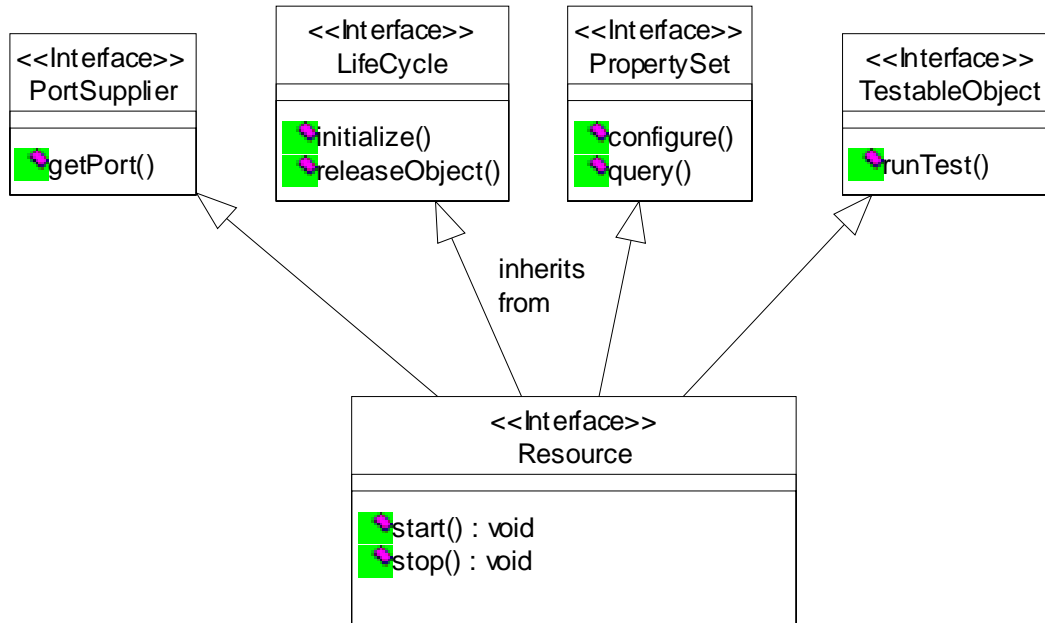 <<Interface>>
PortSupplier
getPort()
<<Interface>>
LifeCycle
initialize()
releaseObject()
<<Interface>>
PropertySet
configure()
query()
<<Interface>>
TestableObject
runTest()
inherits
from
<<Interface>>
Resource
start() : void
stop() : void